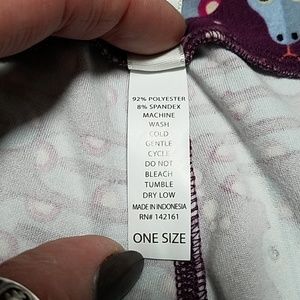 92% POLYESTER
8% SPANDEX
MACHINE
WASH
COLD
GENTLE
CYCLE
DO NOT
BLEACH
TUMBLE
DRY LOW
MADE IN INDONESIA
RN# 142161
ONE SIZE